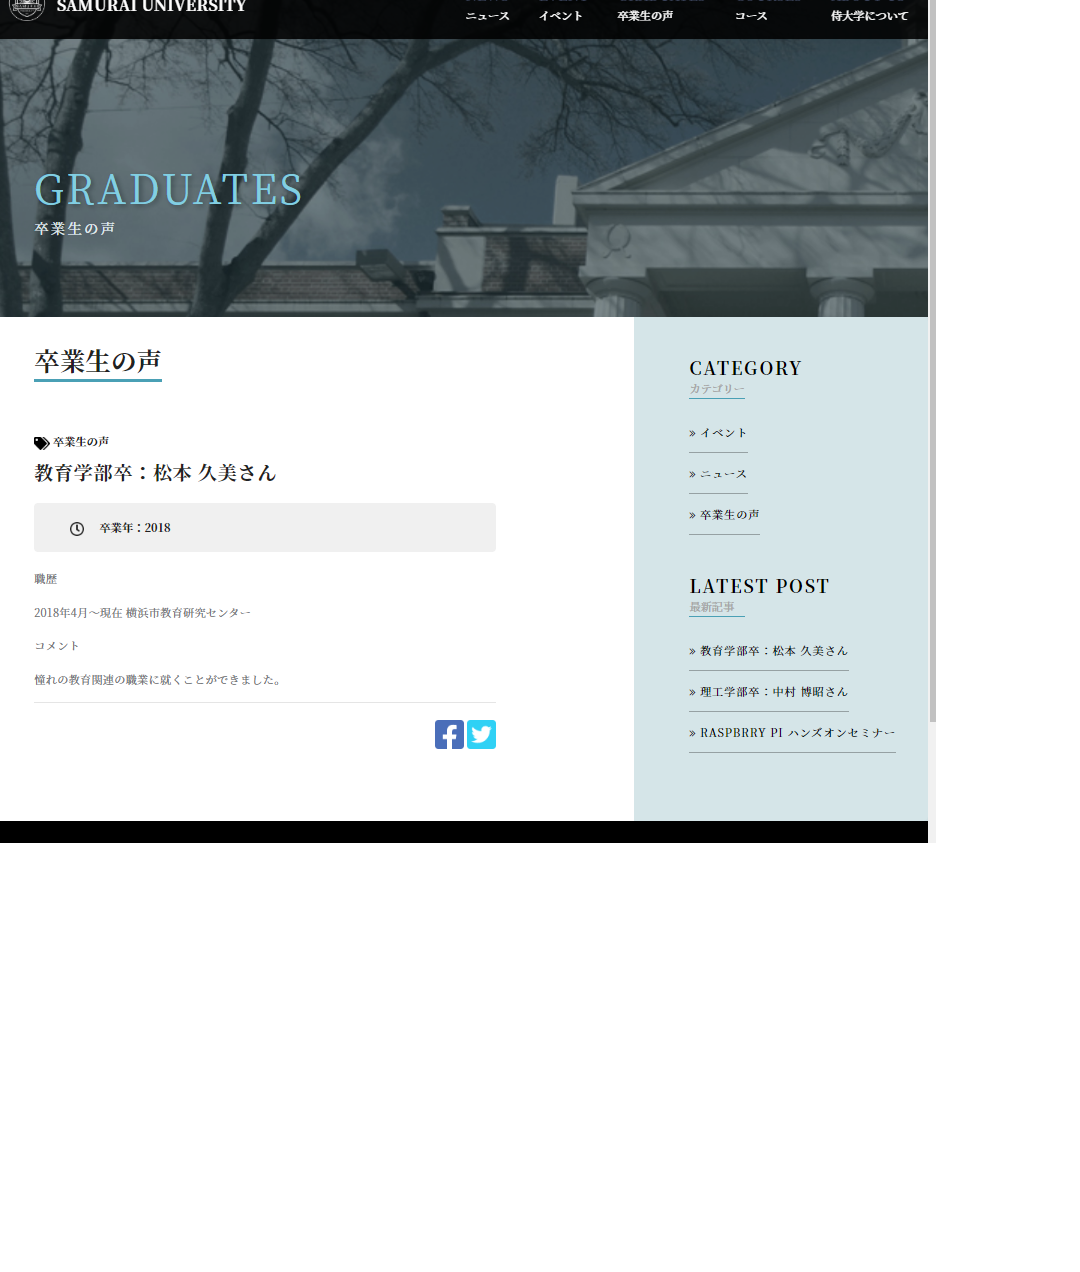 SAMURAI UNIVERSITY
ニュース イベント 卒業生の声 コース 侍大学について
GRADUATES
卒業生の声
卒業生の声
卒業生の声
教育学部卒：松本 久美さん
卒業年：2018
職歴
2018年4月～現在 横浜市教育研究センター
コメント
憧れの教育関連の職業に就くことができました。
CATEGORY
カテゴリー
» イベント
» ニュース
» 卒業生の声
LATEST POST
最新記事
» 教育学部卒：松本 久美さん
» 理工学部卒：中村 博昭さん
» RASPBRRY PI ハンズオンセミナー